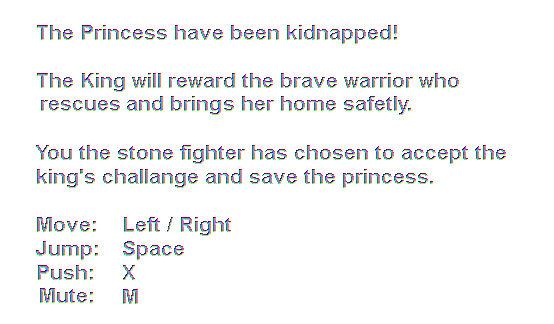 The Princess have been kidnapped!
The King will reward the brave warrior who
rescues and brings her home safetly.
You the stone fighter has chosen to accept the
king's challange and save the princess.
Move: Left / Right
Jump: Space
Push: X
Mute: M